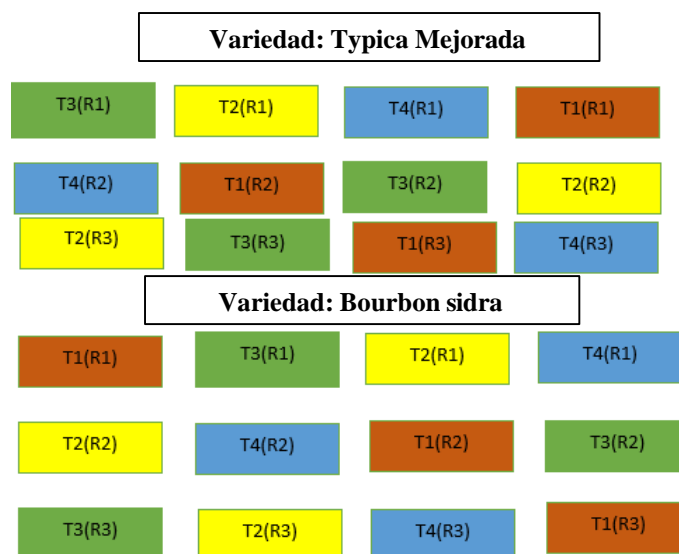 Variedad: Typica Mejorada
T3(R1) T2(R1) T4(R1) T1(R1)
T4(R2) T1(R2) T3(R2) T2(R2)
T2(R3) T3(R3) T1(R3) T4(R3)
Variedad: Bourbon sidra
T1(R1) T3(R1) T2(R1) T4(R1)
T2(R2) T4(R2) T1(R2) T3(R2)
T3(R3) T2(R3) T4(R3) T1(R3)